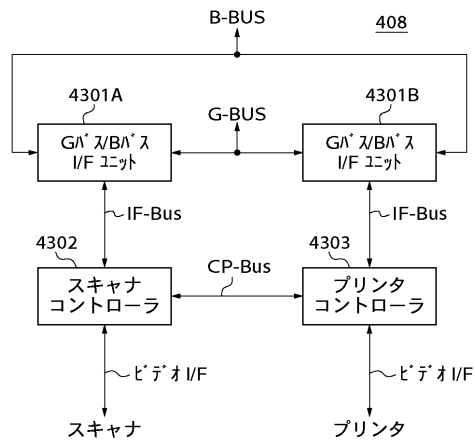 B-BUS
408
4301A
G-BUS
4301B
Gﾊﾞｽ/Bﾊﾞｽ
I/F ﾕﾆｯﾄ
Gﾊﾞｽ/Bﾊﾞｽ
I/F ﾕﾆｯﾄ
IF-Bus
IF-Bus
4302
CP-Bus
4303
スキャナ
コントローラ
プリンタ
コントローラ
ﾋﾞﾃﾞｵ I/F
ﾋﾞﾃﾞｵ I/F
スキャナ
プリンタ